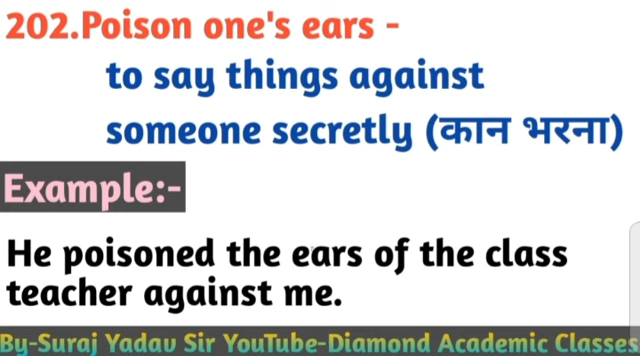 202.Poison one's ears -
to say things against
someone secretly (कान भरना)
Example:-
He poisoned the ears of the class
teacher against me.
By-Suraj Yadav Sir YouTube-Diamond Academic Classes